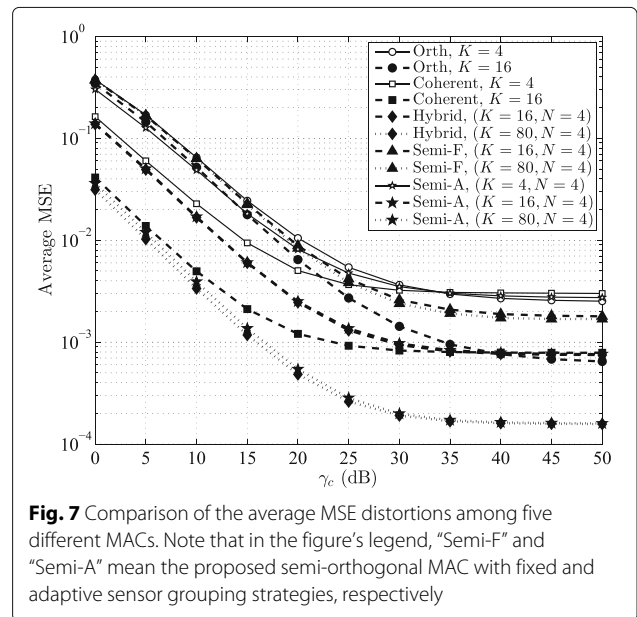 10^0
10^-1
10^-2
10^-3
10^-4
Average MSE
0 5 10 15 20 25 30 35 40 45 50
γc (dB)
Orth, K = 4
Orth, K = 16
Coherent, K = 4
Coherent, K = 16
Hybrid, (K = 16, N = 4)
Hybrid, (K = 80, N = 4)
Semi-F, (K = 16, N = 4)
Semi-F, (K = 80, N = 4)
Semi-A, (K = 4, N = 4)
Semi-A, (K = 16, N = 4)
Semi-A, (K = 80, N = 4)
Fig. 7 Comparison of the average MSE distortions among five
different MACs. Note that in the figure's legend, “Semi-F” and
“Semi-A” mean the proposed semi-orthogonal MAC with fixed and
adaptive sensor grouping strategies, respectively